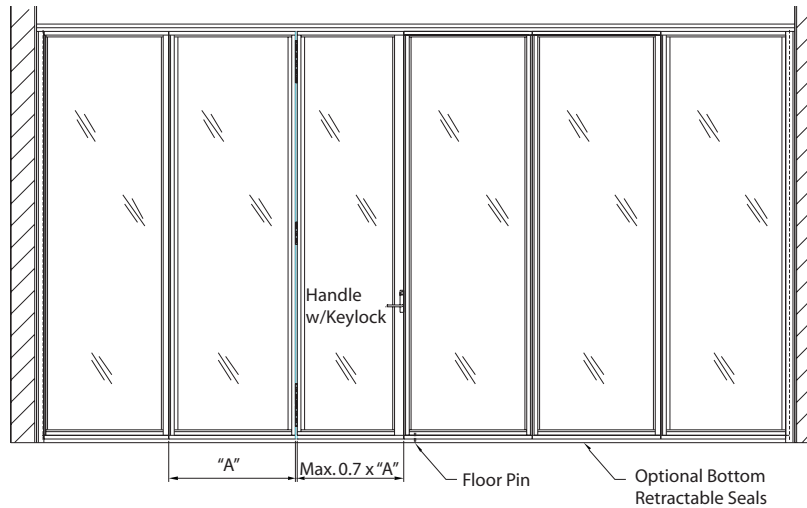 Handle
w/Keylock
“A”
Max. 0.7 x “A”
Floor Pin
Optional Bottom
Retractable Seals